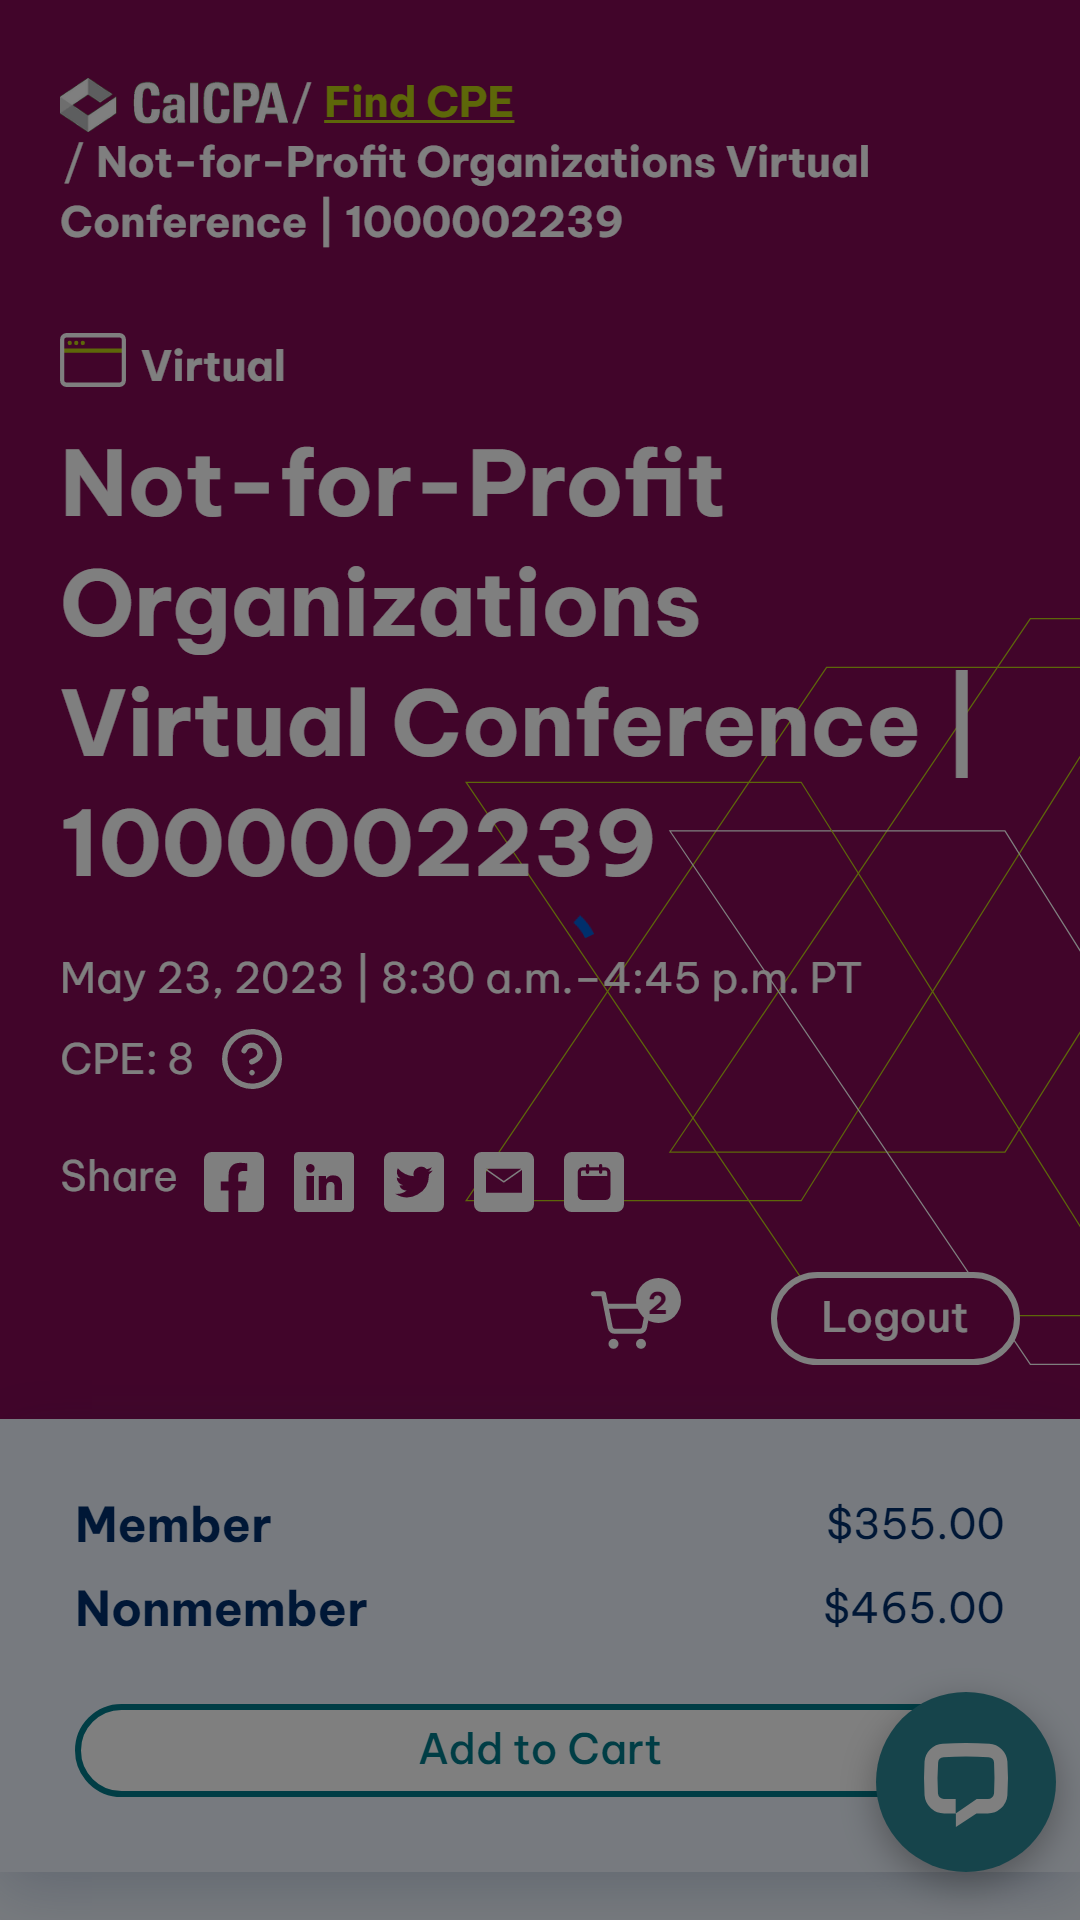 CalCPA / Find CPE
/ Not-for-Profit Organizations Virtual
Conference | 1000002239
Virtual
Not-for-Profit
Organizations
Virtual Conference |
1000002239
May 23, 2023 | 8:30 a.m.–4:45 p.m. PT
CPE: 8 ?
Share
2
Logout
Member $355.00
Nonmember $465.00
Add to Cart